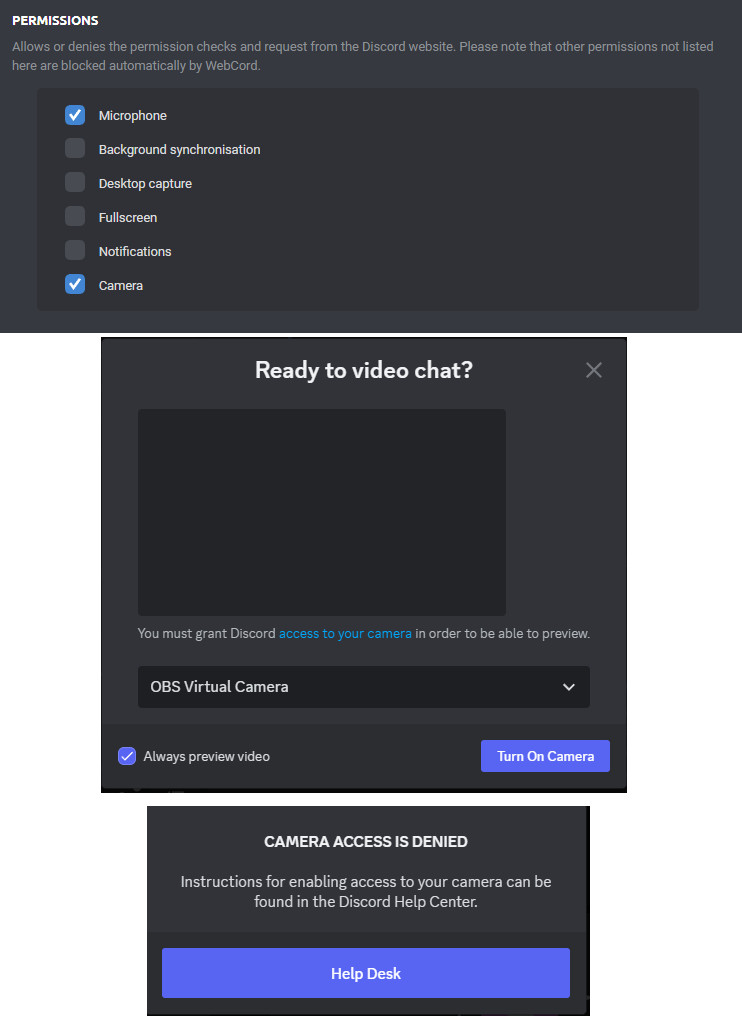 PERMISSIONS
Allows or denies the permission checks and request from the Discord website. Please note that other permissions not listed
here are blocked automatically by WebCord.
Microphone
Background synchronisation
Desktop capture
Fullscreen
Notifications
Camera
Ready to video chat?
You must grant Discord access to your camera in order to be able to preview.
OBS Virtual Camera
Always preview video
Turn On Camera
CAMERA ACCESS IS DENIED
Instructions for enabling access to your camera can be
found in the Discord Help Center.
Help Desk